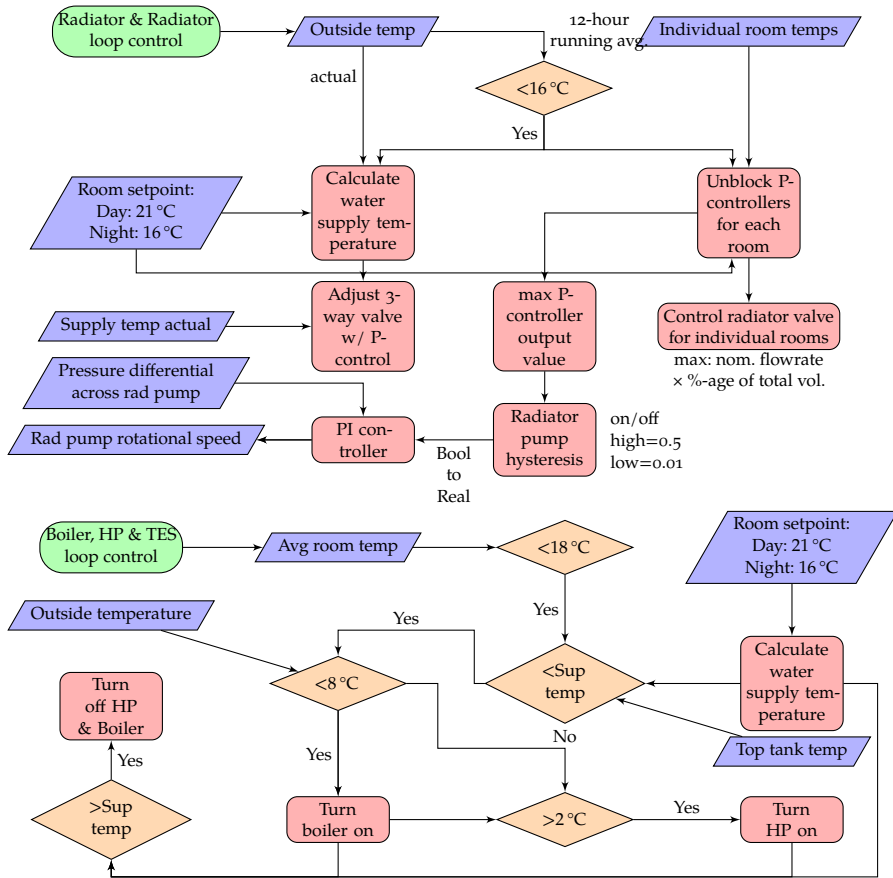 Radiator & Radiator
loop control
Outside temp
12-hour
running avg.
Individual room temps
actual
<16 °C
Yes
Room setpoint:
Day: 21 °C
Night: 16 °C
Calculate
water
supply tem-
perature
Unblock P-
controllers
for each
room
Supply temp actual
Adjust 3-
way valve
w/ P-
control
max P-
controller
output
value
Control radiator valve
for individual rooms
max: nom. flowrate
× %-age of total vol.
Pressure differential
across rad pump
Rad pump rotational speed
PI con-
troller
Bool
to
Real
Radiator
pump
hysteresis
on/off
high=0.5
low=0.01
Boiler, HP & TES
loop control
Avg room temp
<18 °C
Room setpoint:
Day: 21 °C
Night: 16 °C
Outside temperature
Yes
Yes
<8 °C
<Sup
temp
Calculate
water
supply tem-
perature
Turn
off HP
& Boiler
Top tank temp
No
Yes
Yes
>Sup
temp
Turn
boiler on
>2 °C
Yes
Turn
HP on